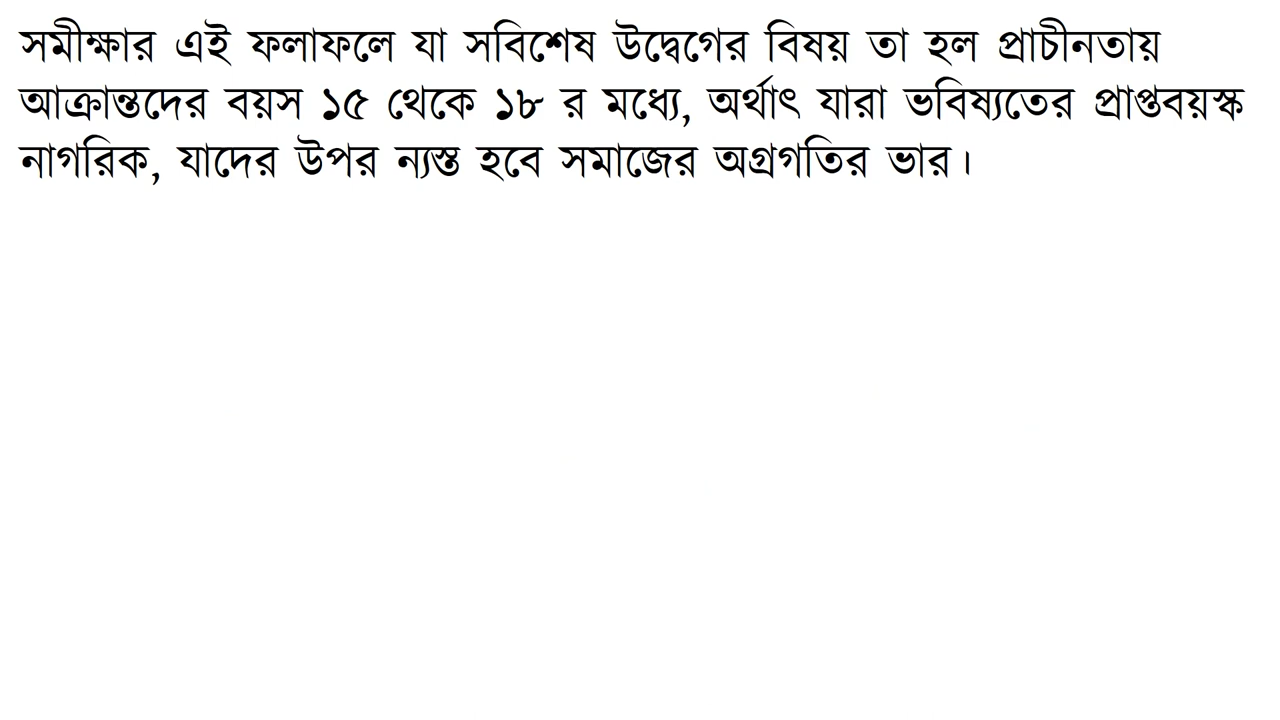 সমীক্ষার এই ফলাফলে যা সবিশেষ উদ্বেগের বিষয় তা হল প্রাচীনতায়
আক্রান্তদের বয়স ১৫ থেকে ১৮ র মধ্যে, অর্থাৎ যারা ভবিষ্যতের প্রাপ্তবয়স্ক
নাগরিক, যাদের উপর ন্যস্ত হবে সমাজের অগ্রগতির ভার।